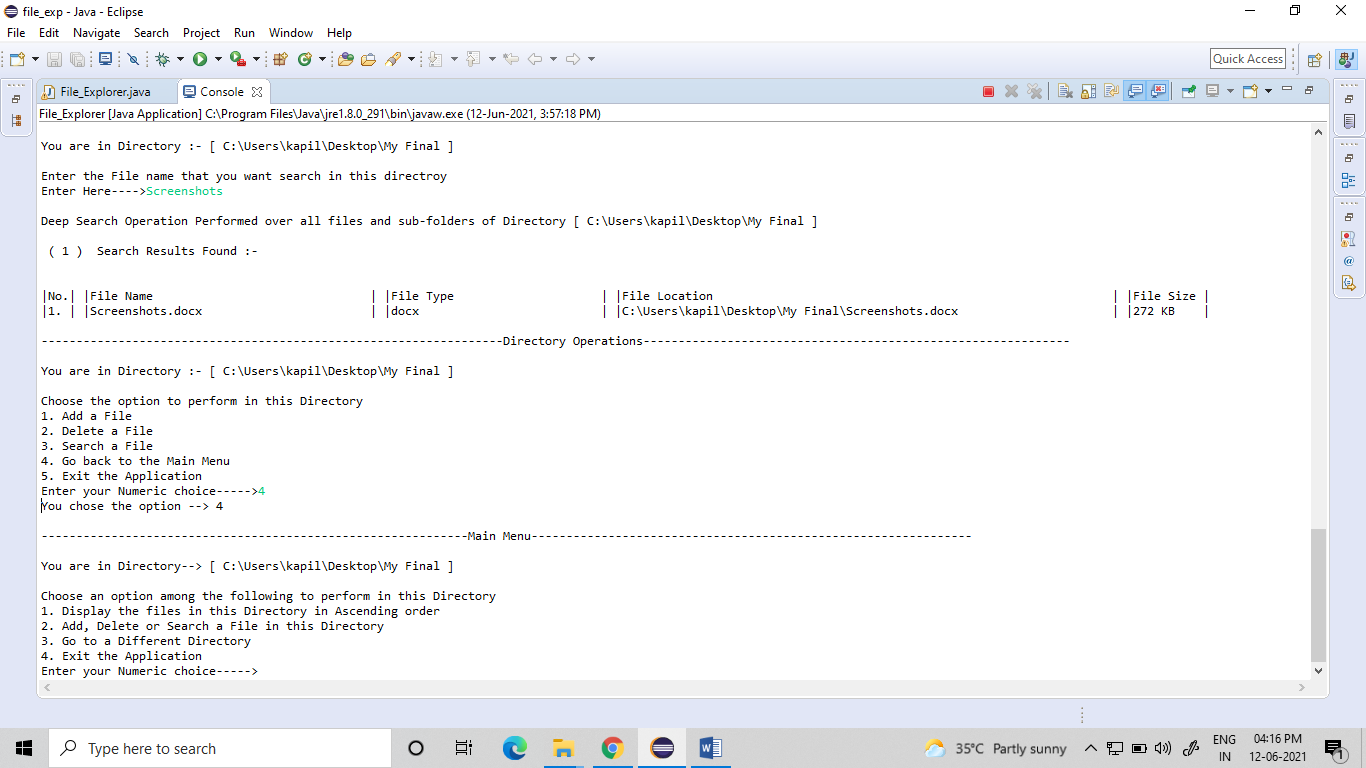 file_exp - Java - Eclipse
File Edit Navigate Search Project Run Window Help
Quick Access
File_Explorer.java Console
File_Explorer [Java Application] C:\Program Files\Java\jre1.8.0_291\bin\javaw.exe (12-Jun-2021, 3:57:18 PM)
You are in Directory :- [ C:\Users\kapil\Desktop\My Final ]
Enter the File name that you want search in this directroy
Enter Here---->Screenshots
Deep Search Operation Performed over all files and sub-folders of Directory [ C:\Users\kapil\Desktop\My Final ]
( 1 ) Search Results Found :-
|No.| |File Name | |File Type | |File Location | |File Size |
|1. | |Screenshots.docx | |docx | |C:\Users\kapil\Desktop\My Final\Screenshots.docx | |272 KB |
------------------------------------------------------------------Directory Operations-------------------------------------------------------------
You are in Directory :- [ C:\Users\kapil\Desktop\My Final ]
Choose the option to perform in this Directory
1. Add a File
2. Delete a File
3. Search a File
4. Go back to the Main Menu
5. Exit the Application
Enter your Numeric choice----->4
You chose the option --> 4
-------------------------------------------------------------Main Menu---------------------------------------------------------------
You are in Directory--> [ C:\Users\kapil\Desktop\My Final ]
Choose an option among the following to perform in this Directory
1. Display the files in this Directory in Ascending order
2. Add, Delete or Search a File in this Directory
3. Go to a Different Directory
4. Exit the Application
Enter your Numeric choice----->
Type here to search
35°C Partly sunny
ENG
IN
04:16 PM
12-06-2021
1